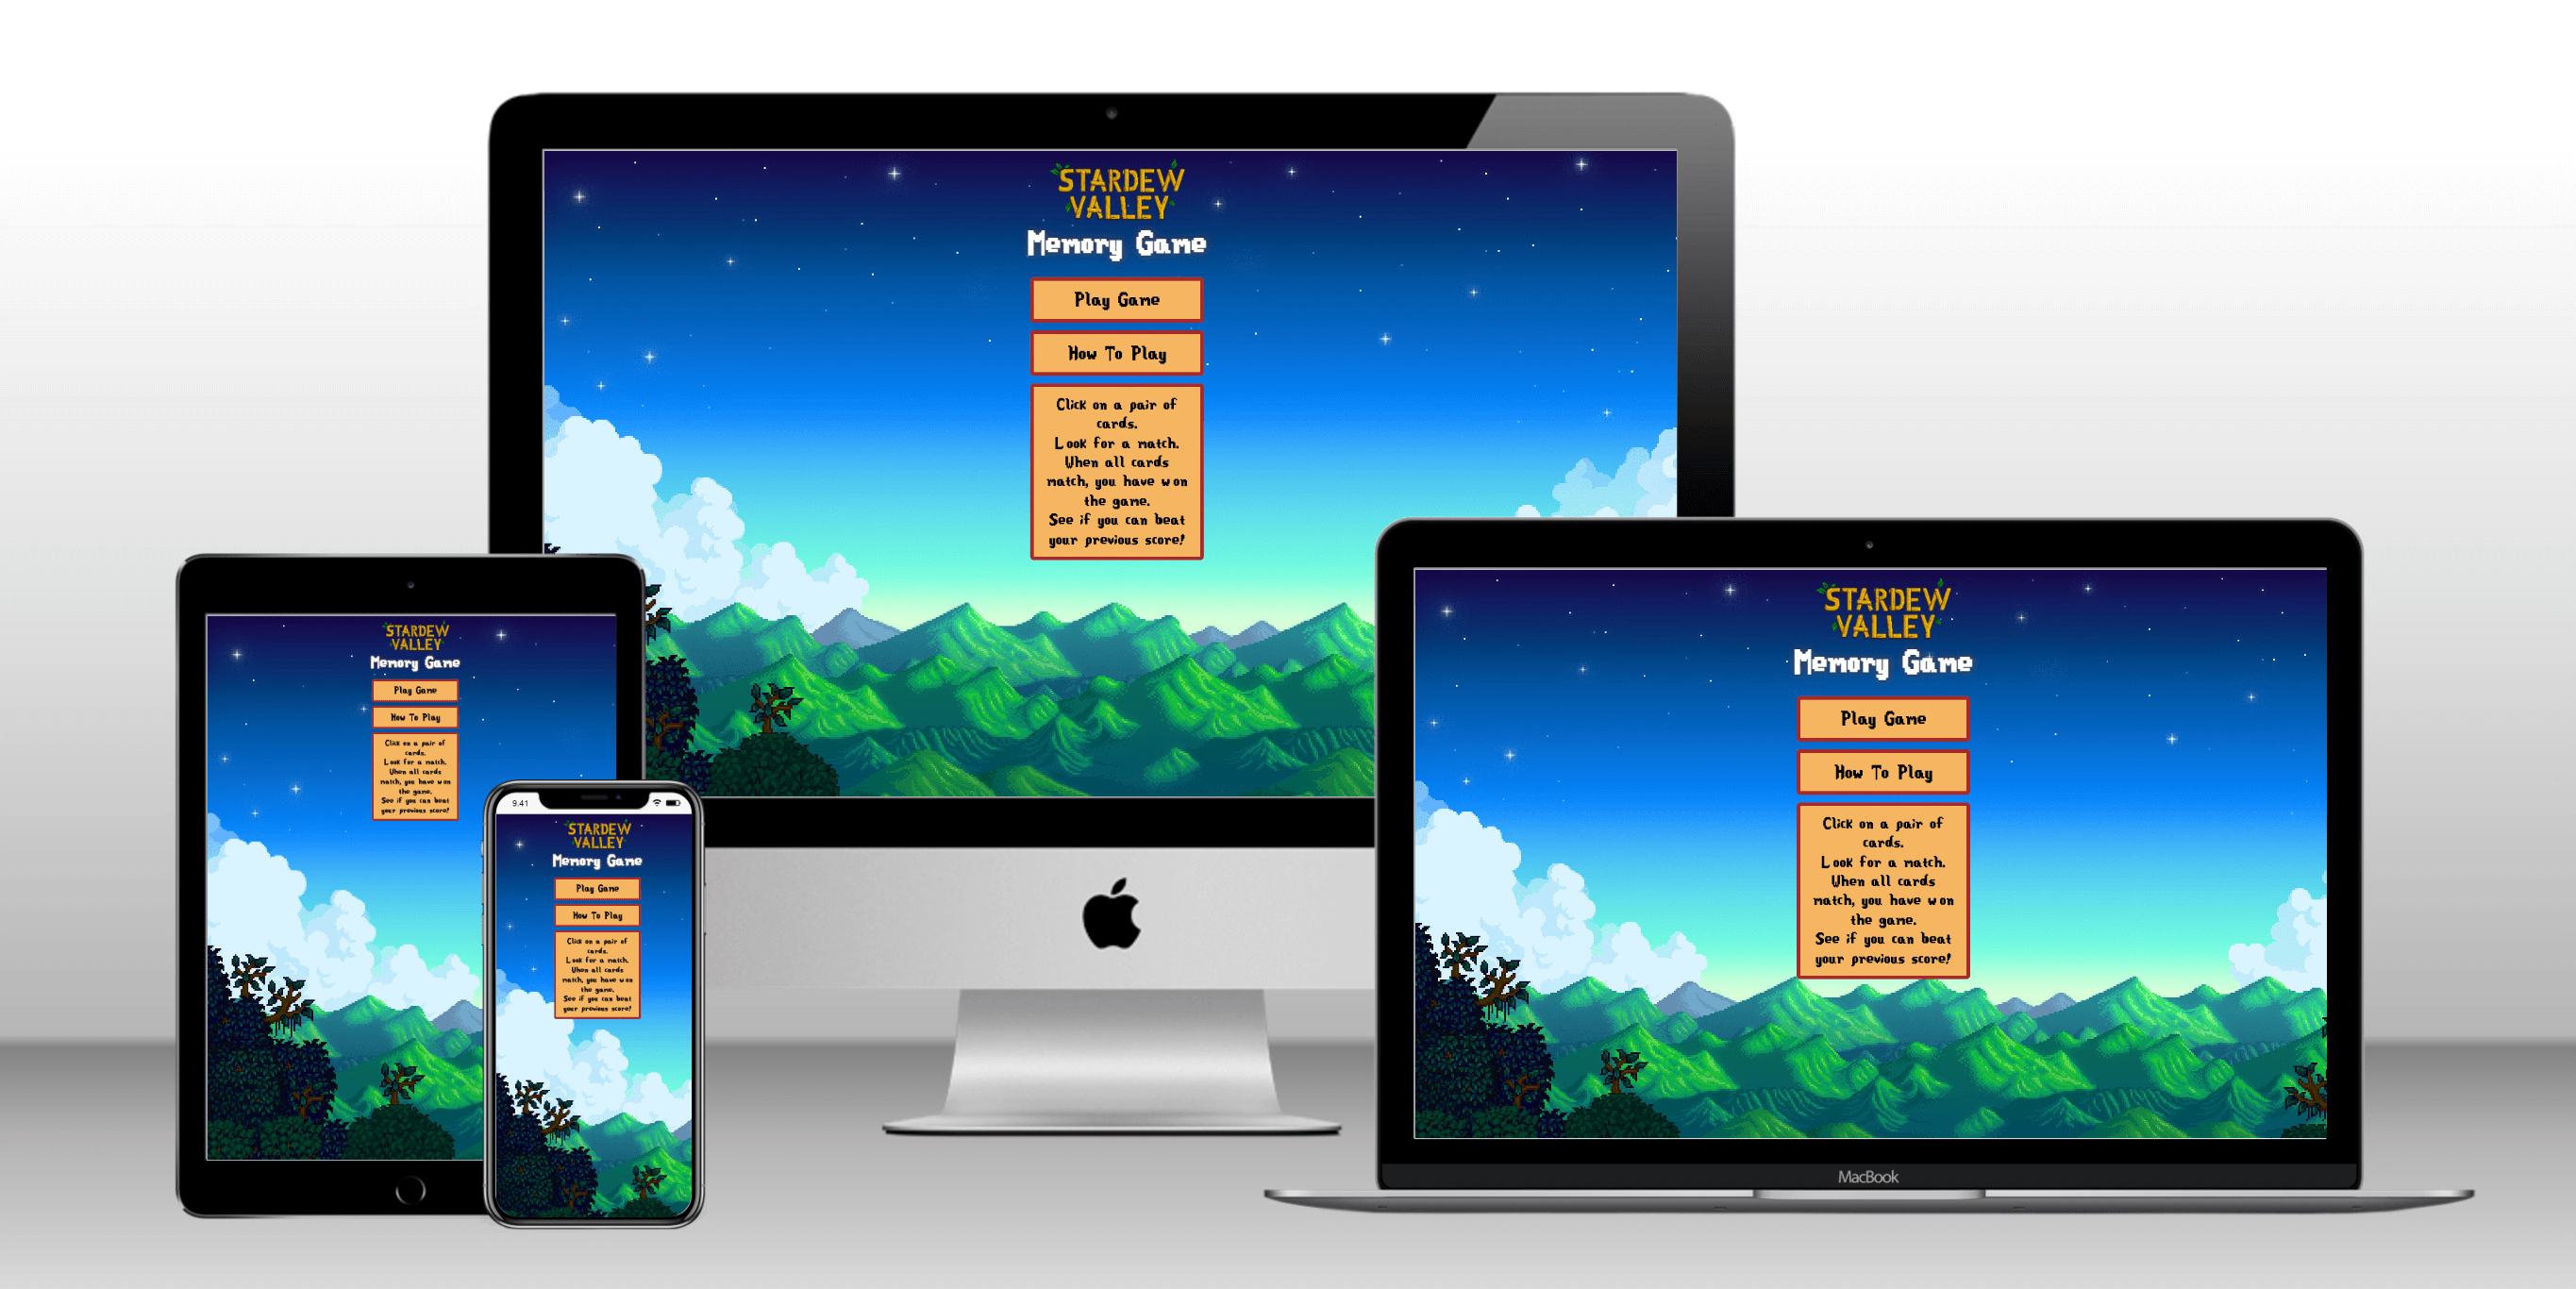 STARDEW
VALLEY
Memory Game
Play Game
How To Play
Click on a pair of
cards.
Look for a match.
When all cards
match, you have won
the game.
See if you can beat
your previous score!
STARDEW
VALLEY
Memory Game
Play Game
How To Play
Click on a pair of
cards.
Look for a match.
When all cards
match, you have won
the game.
See if you can beat
your previous score!
9:41
STARDEW
VALLEY
Memory Game
Play Game
How To Play
Click on a pair of
cards.
Look for a match.
When all cards
match, you have won
the game.
See if you can beat
your previous score!
STARDEW
VALLEY
Memory Game
Play Game
How To Play
Click on a pair of
cards.
Look for a match.
When all cards
match, you have won
the game.
See if you can beat
your previous score!
MacBook